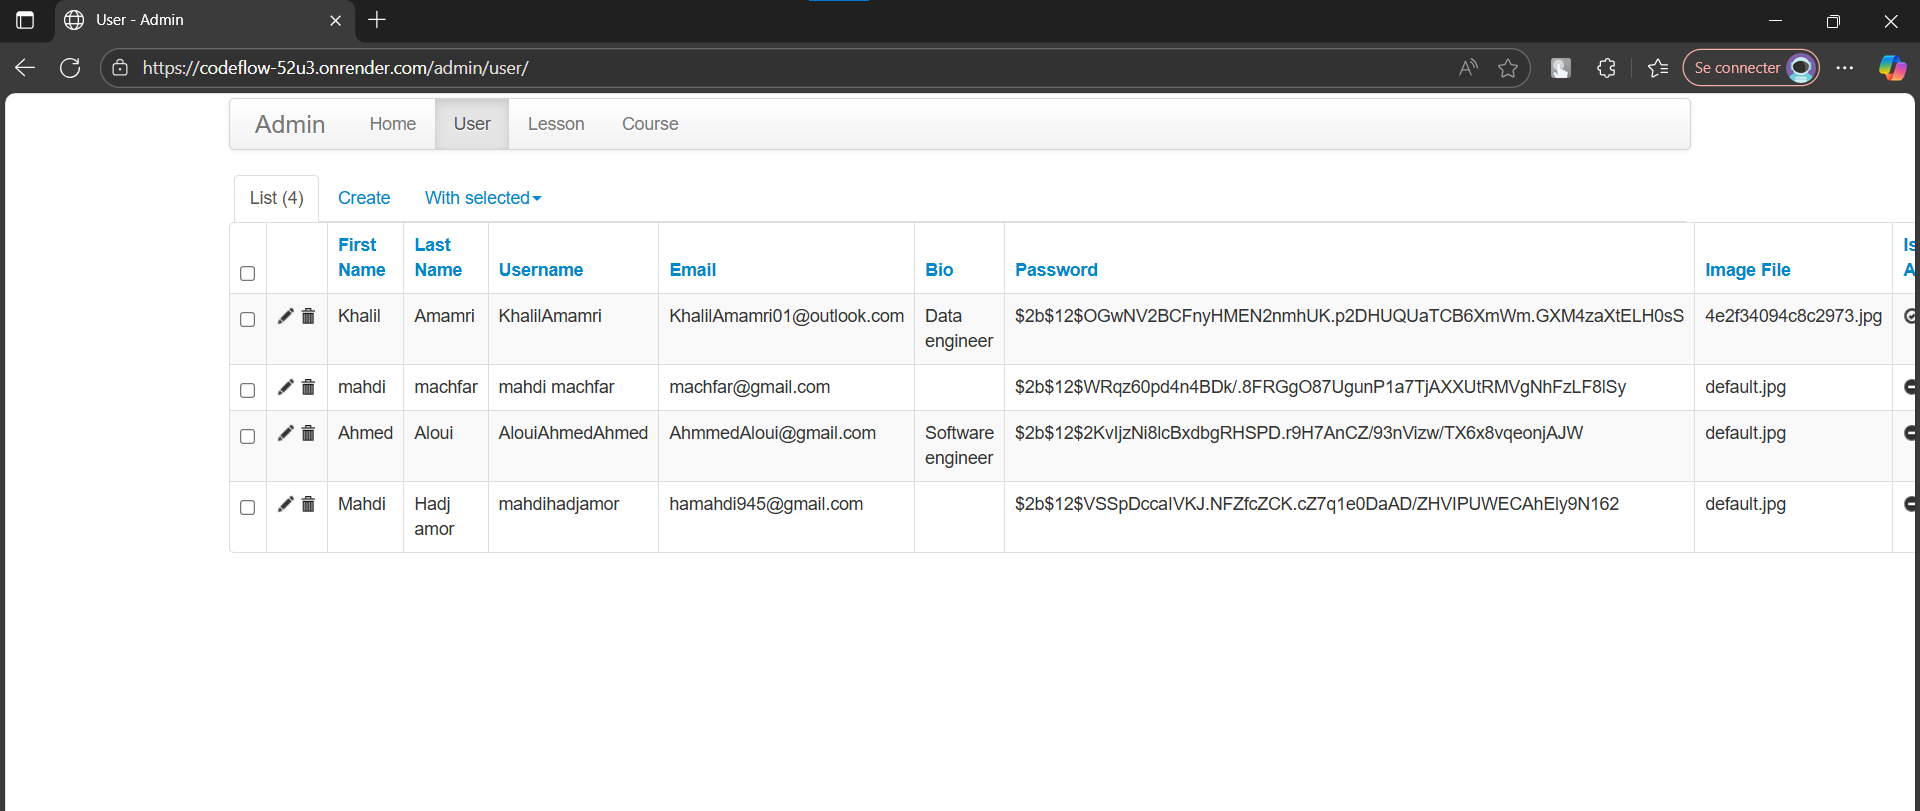 User - Admin
https://codeflow-52u3.onrender.com/admin/user/
Se connecter
Admin Home User Lesson Course
List (4) Create With selected
First Name Last Name Username Email Bio Password Image File Is A
Khalil Amamri KhalilAmamri KhalilAmamri01@outlook.com Data engineer $2b$12$OGwNV2BCFnyHMEN2nmhUK.p2DHUQUaTCB6XmWm.GXM4zaXtELH0sS 4e2f34094c8c2973.jpg
mahdi machfar mahdi machfar machfar@gmail.com $2b$12$WRqz60pd4n4BDk/.8FRGgO87UgunP1a7TjAXXUtRMVgNhFzLF8lSy default.jpg
Ahmed Aloui AlouiAhmedAhmed AhmmedAloui@gmail.com Software engineer $2b$12$2KvljzNi8lcBxdbgRHSPD.r9H7AnCZ/93nVizw/TX6x8vqeonjAJW default.jpg
Mahdi Hadj amor mahdihadjamor hamahdi945@gmail.com $2b$12$VSSpDccalVKJ.NFZfcZCK.cZ7q1e0DaAD/ZHVIPUWECAhEly9N162 default.jpg